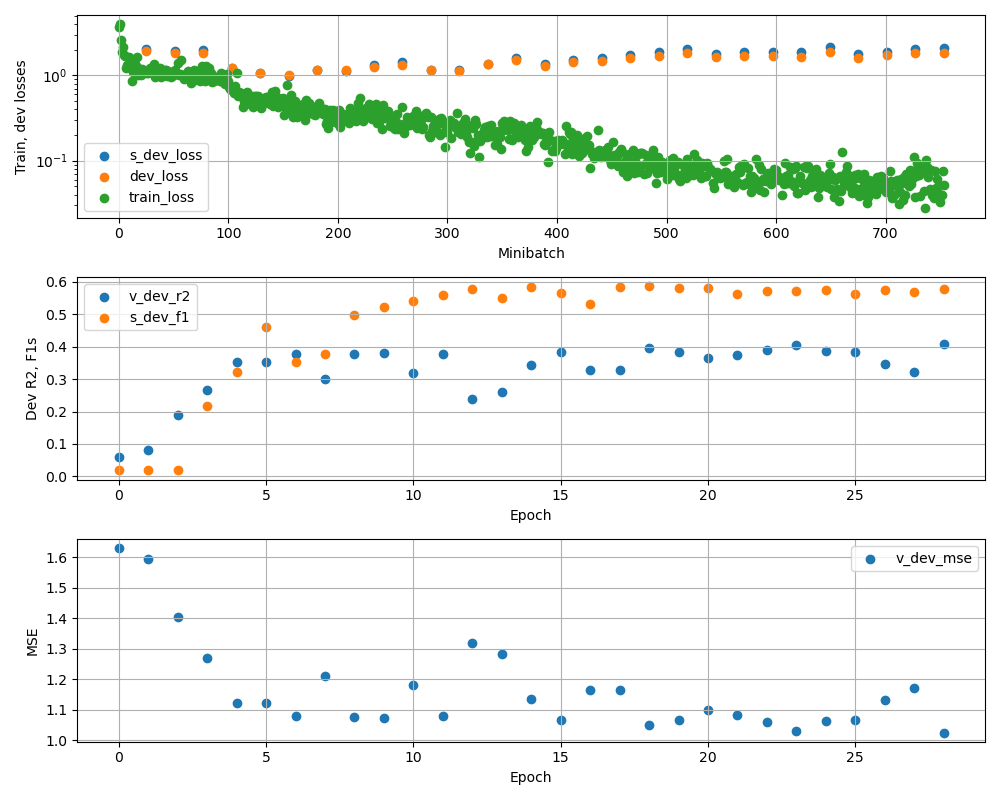 Train, dev losses
10⁰
10⁻¹
s_dev_loss
dev_loss
train_loss
0 100 200 300 400 500 600 700
Minibatch
Dev R2, F1s
0.6
0.5
0.4
0.3
0.2
0.1
0.0
v_dev_r2
s_dev_f1
0 5 10 15 20 25
Epoch
MSE
1.6
1.5
1.4
1.3
1.2
1.1
1.0
v_dev_mse
0 5 10 15 20 25
Epoch